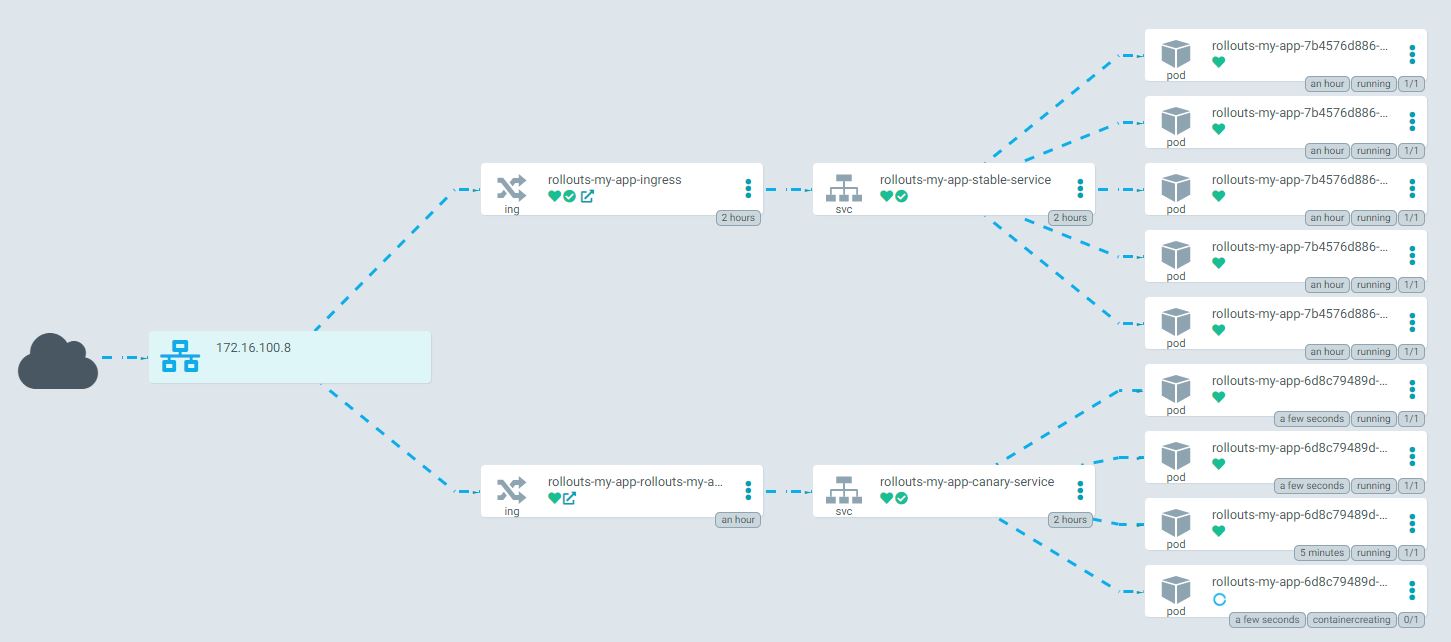 172.16.100.8
rollouts-my-app-ingress
ing
2 hours
rollouts-my-app-rollouts-my-a...
ing
an hour
rollouts-my-app-stable-service
svc
2 hours
rollouts-my-app-canary-service
svc
2 hours
rollouts-my-app-7b4576d886-...
pod
an hour running 1/1
rollouts-my-app-7b4576d886-...
pod
an hour running 1/1
rollouts-my-app-7b4576d886-...
pod
an hour running 1/1
rollouts-my-app-7b4576d886-...
pod
an hour running 1/1
rollouts-my-app-7b4576d886-...
pod
an hour running 1/1
rollouts-my-app-6d8c79489d-...
pod
a few seconds running 1/1
rollouts-my-app-6d8c79489d-...
pod
a few seconds running 1/1
rollouts-my-app-6d8c79489d-...
pod
5 minutes running 1/1
rollouts-my-app-6d8c79489d-...
pod
a few seconds containercreating 0/1